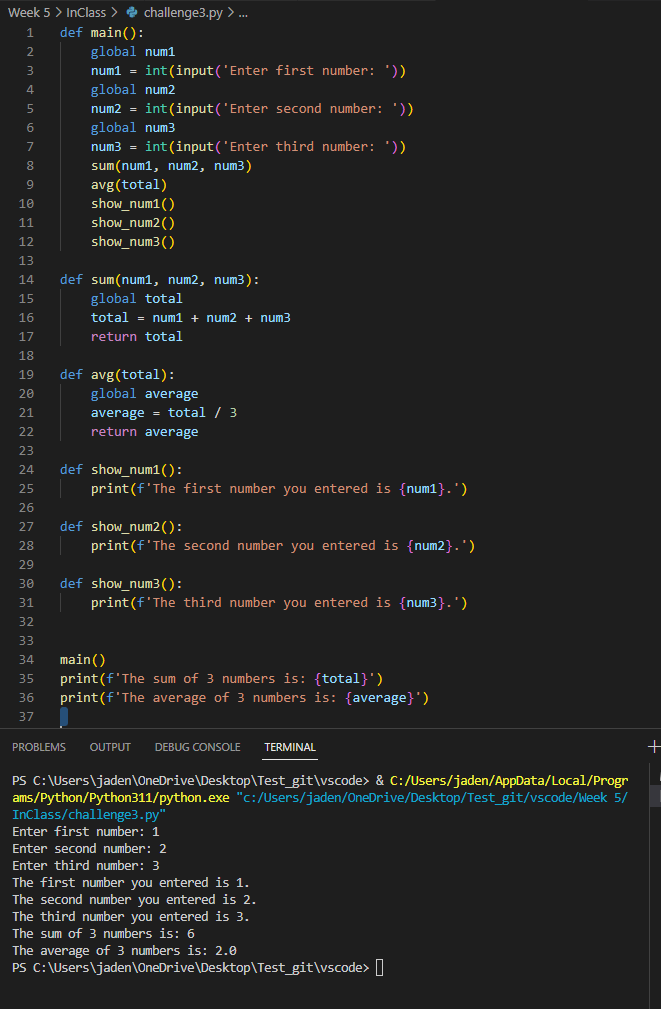 Week 5 > InClass > challenge3.py > ...
1 def main():
2     global num1
3     num1 = int(input('Enter first number: '))
4     global num2
5     num2 = int(input('Enter second number: '))
6     global num3
7     num3 = int(input('Enter third number: '))
8     sum(num1, num2, num3)
9     avg(total)
10     show_num1()
11     show_num2()
12     show_num3()
13
14 def sum(num1, num2, num3):
15     global total
16     total = num1 + num2 + num3
17     return total
18
19 def avg(total):
20     global average
21     average = total / 3
22     return average
23
24 def show_num1():
25     print(f'The first number you entered is {num1}.')
26
27 def show_num2():
28     print(f'The second number you entered is {num2}.')
29
30 def show_num3():
31     print(f'The third number you entered is {num3}.')
32
33
34 main()
35 print(f'The sum of 3 numbers is: {total}')
36 print(f'The average of 3 numbers is: {average}')
37
PROBLEMS OUTPUT DEBUG CONSOLE TERMINAL
PS C:\Users\jaden\OneDrive\Desktop\Test_git\vscode> & C:/Users/jaden/AppData/Local/Progr
ams/Python/Python311/python.exe "c:/Users/jaden/OneDrive/Desktop/Test_git/vscode/Week 5/
InClass/challenge3.py"
Enter first number: 1
Enter second number: 2
Enter third number: 3
The first number you entered is 1.
The second number you entered is 2.
The third number you entered is 3.
The sum of 3 numbers is: 6
The average of 3 numbers is: 2.0
PS C:\Users\jaden\OneDrive\Desktop\Test_git\vscode>